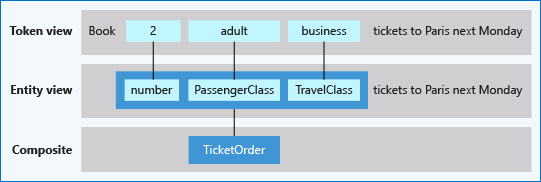 Token view Book 2 adult business tickets to Paris next Monday
Entity view number PassengerClass TravelClass tickets to Paris next Monday
Composite TicketOrder